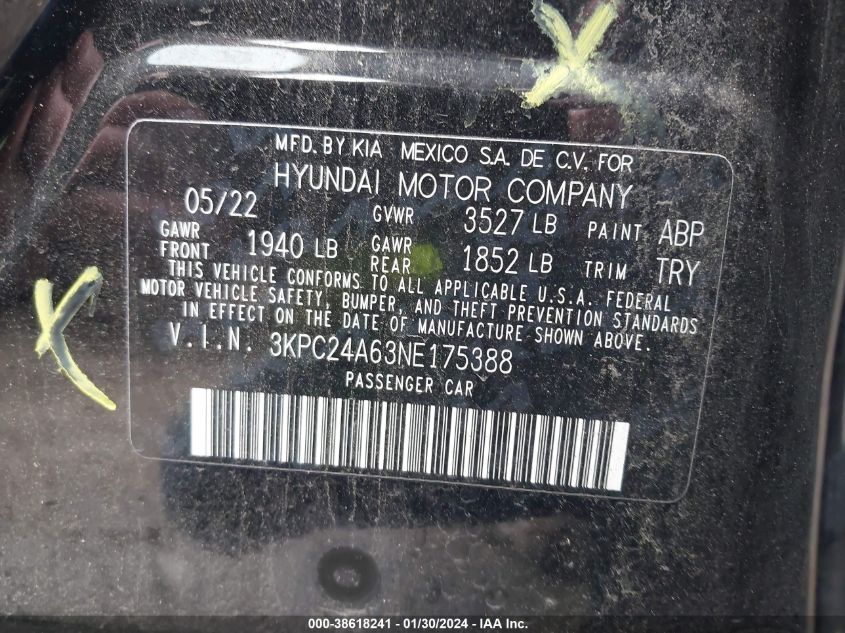 MFD. BY KIA MEXICO S.A. DE C.V. FOR
HYUNDAI MOTOR COMPANY
05/22 GVWR 3527 LB PAINT ABP
GAWR FRONT 1940 LB GAWR REAR 1852 LB TRIM TRY
THIS VEHICLE CONFORMS TO ALL APPLICABLE U.S.A. FEDERAL
MOTOR VEHICLE SAFETY, BUMPER, AND THEFT PREVENTION STANDARDS
IN EFFECT ON THE DATE OF MANUFACTURE SHOWN ABOVE.
V.I.N. 3KPC24A63NE175388
PASSENGER CAR
000-38618241 - 01/30/2024 - IAA Inc.